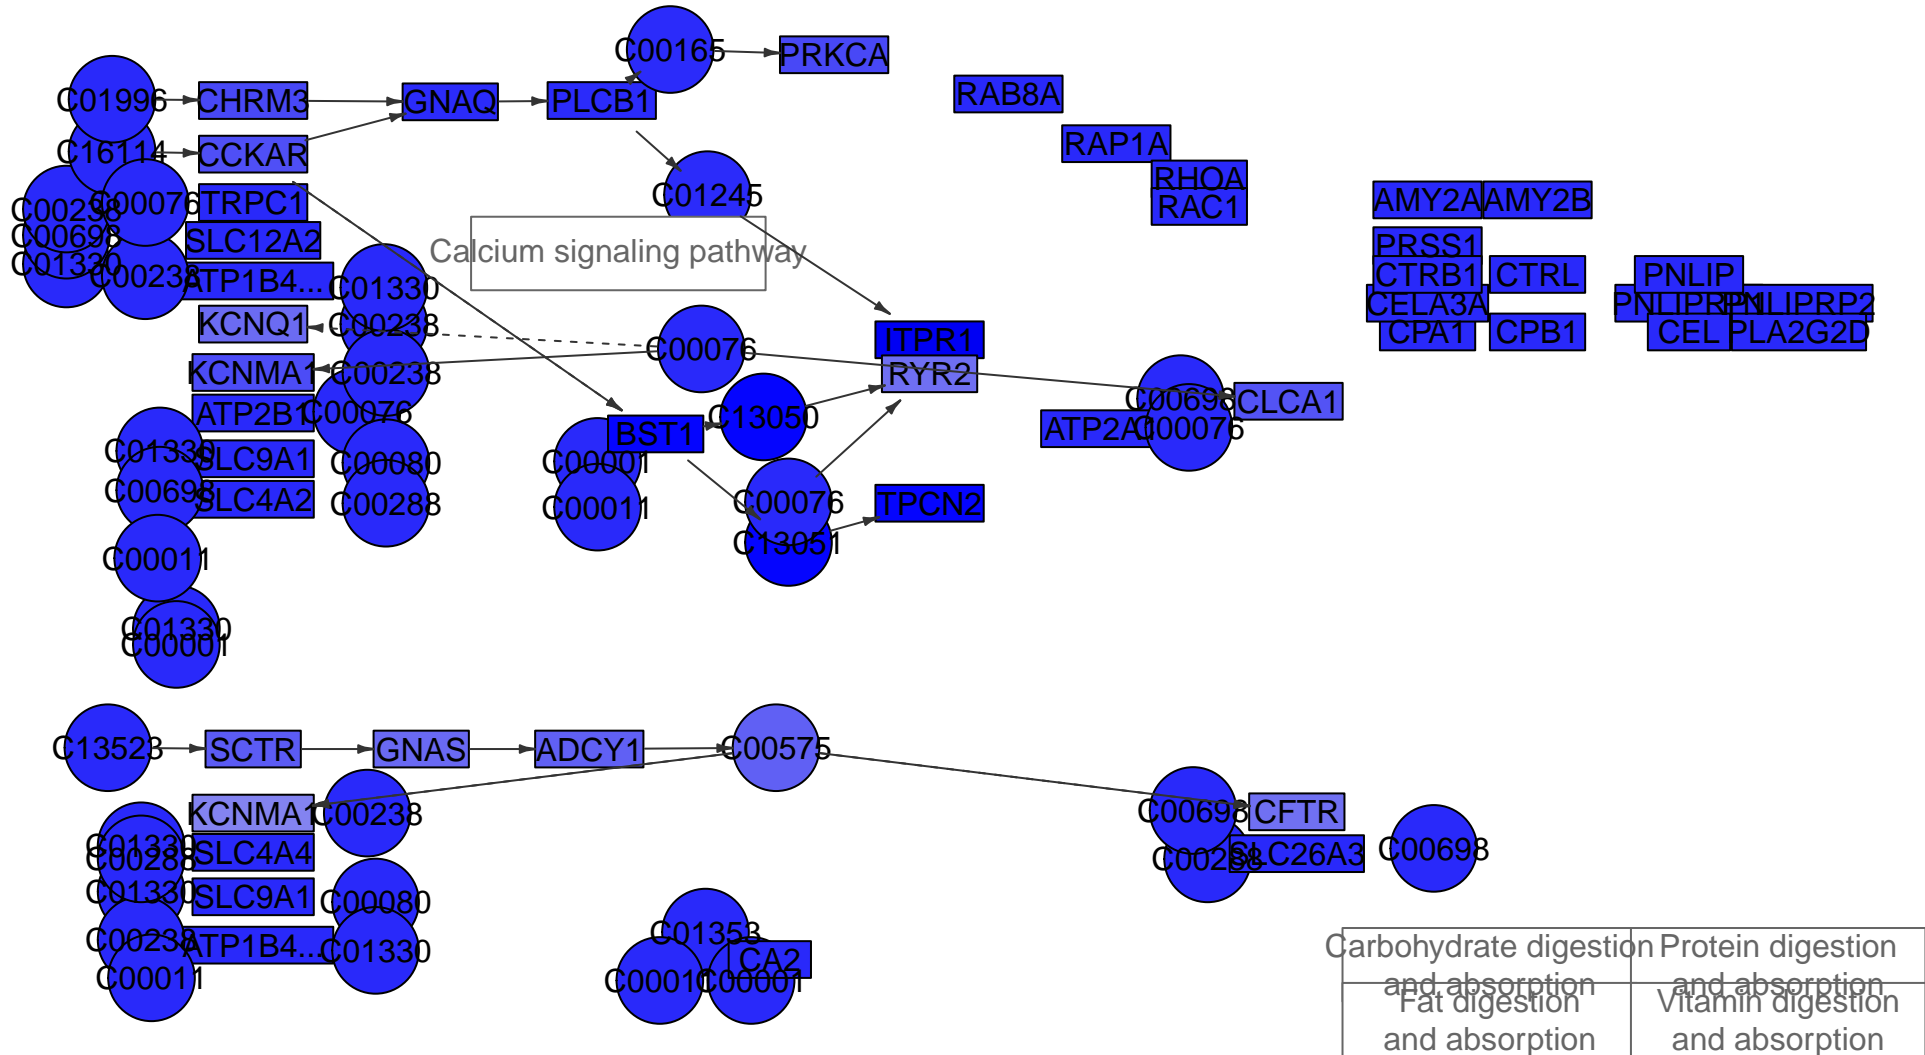 C00165
PRKCA
C01996
CHRM3
GNAQ
PLCB1
RAB8A
C16114
CCKAR
RAP1A
C00238
C00076
TRPC1
C01245
RHOA
RAC1
AMY2A
AMY2B
C00698
SLC12A2
Calcium signaling pathway
PRSS1
C01330
C00238
ATP1B4...
C01330
CTRB1
CTRL
PNLIP
CELA3A
PNLIPRP1
PNLIPRP2
KCNQ1
C00238
CPA1
CPB1
CEL
PLA2G2D
C00076
ITPR1
RYR2
KCNMA1
C00238
C00698
CLCA1
ATP2B1
C00076
C13050
BST1
ATP2A
C00076
C01330
SLC9A1
C00080
C00001
C00698
SLC4A2
C00288
C00011
C00076
TPCN2
C13051
C00011
C01330
C00001
C13523
SCTR
GNAS
ADCY1
C00575
KCNMA1
C00238
C00698
CFTR
C01330
C00288
SLC4A4
C00288
SLC26A3
C00698
C01330
SLC9A1
C00080
C00238
ATP1B4...
C01330
C01353
CA2
C00011
C00011
C00001
Carbohydrate digestion
and absorption
Protein digestion
and absorption
Fat digestion
and absorption
Vitamin digestion
and absorption